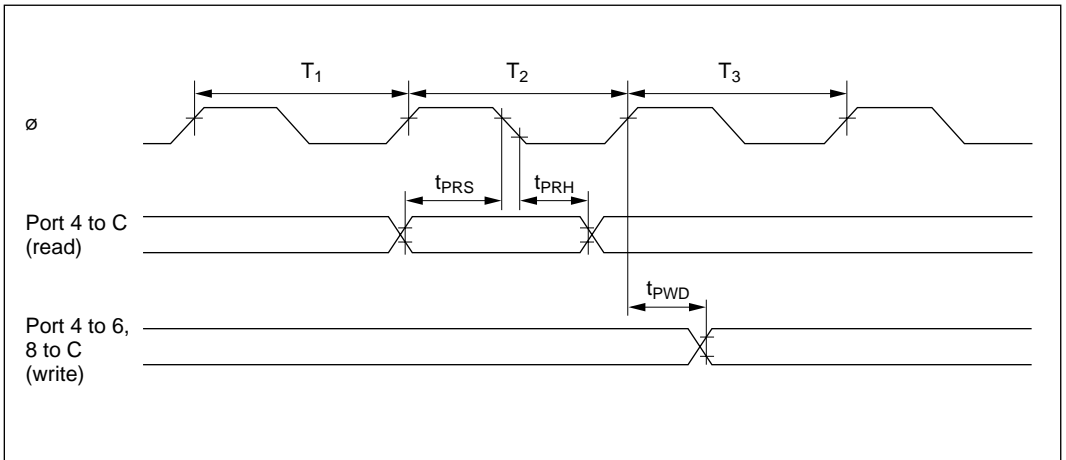 T1
T2
T3
ø
tPRS
tPRH
Port 4 to C
(read)
tPWD
Port 4 to 6,
8 to C
(write)